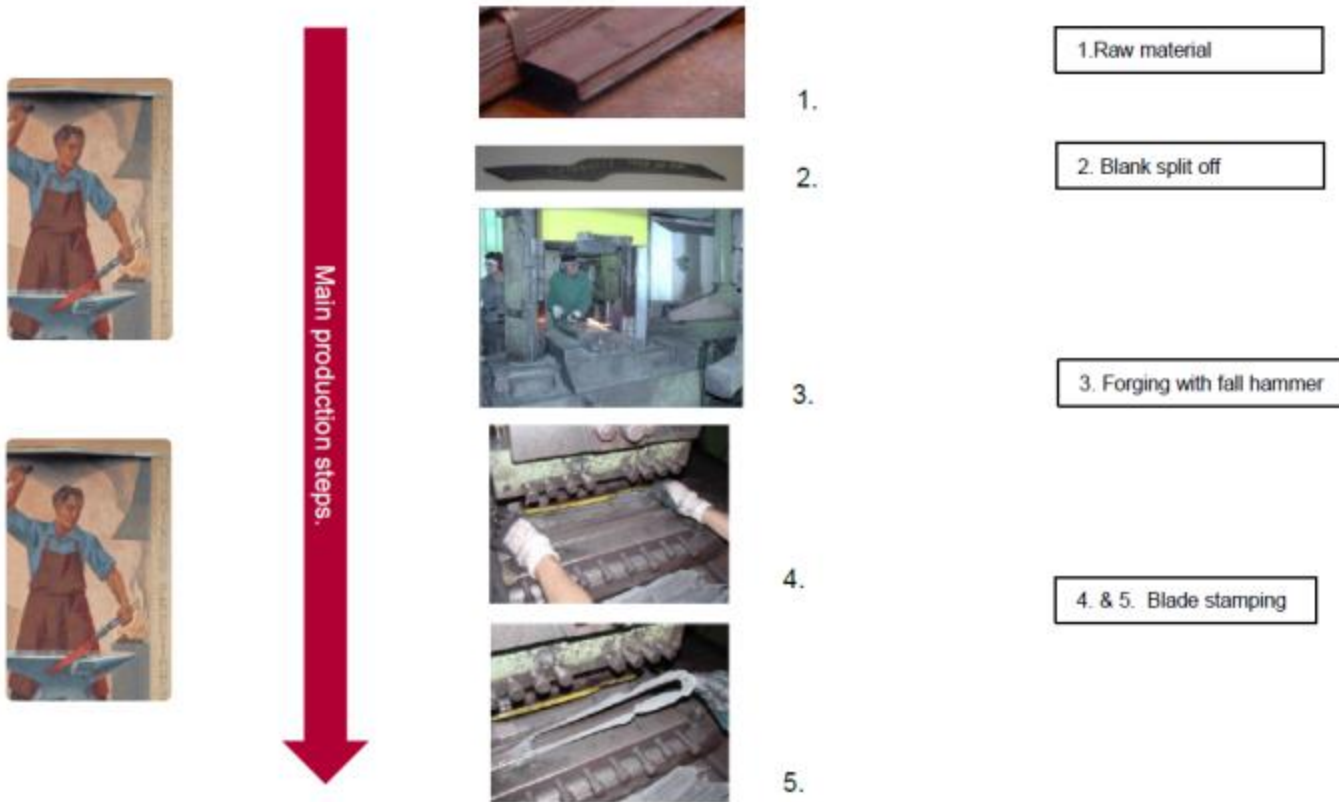 Main production steps.
1.
1.Raw material
2.
2. Blank split off
3.
3. Forging with fall hammer
4.
4. & 5.  Blade stamping
5.